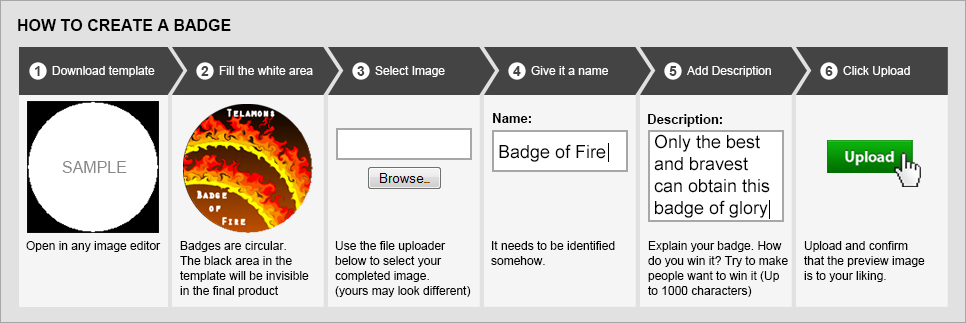 HOW TO CREATE A BADGE
1 Download template
2 Fill the white area
3 Select Image
4 Give it a name
5 Add Description
6 Click Upload
SAMPLE
Open in any image editor
TELAMONS
BADGE
OF
FIRE
Badges are circular.
The black area in the
template will be invisible
in the final product
Browse..
Use the file uploader
below to select your
completed image.
(yours may look different)
Name:
Badge of Fire
It needs to be identified
somehow.
Description:
Only the best
and bravest
can obtain this
badge of glory
Explain your badge. How
do you win it? Try to make
people want to win it (Up
to 1000 characters)
Upload
Upload and confirm
that the preview image
is to your liking.